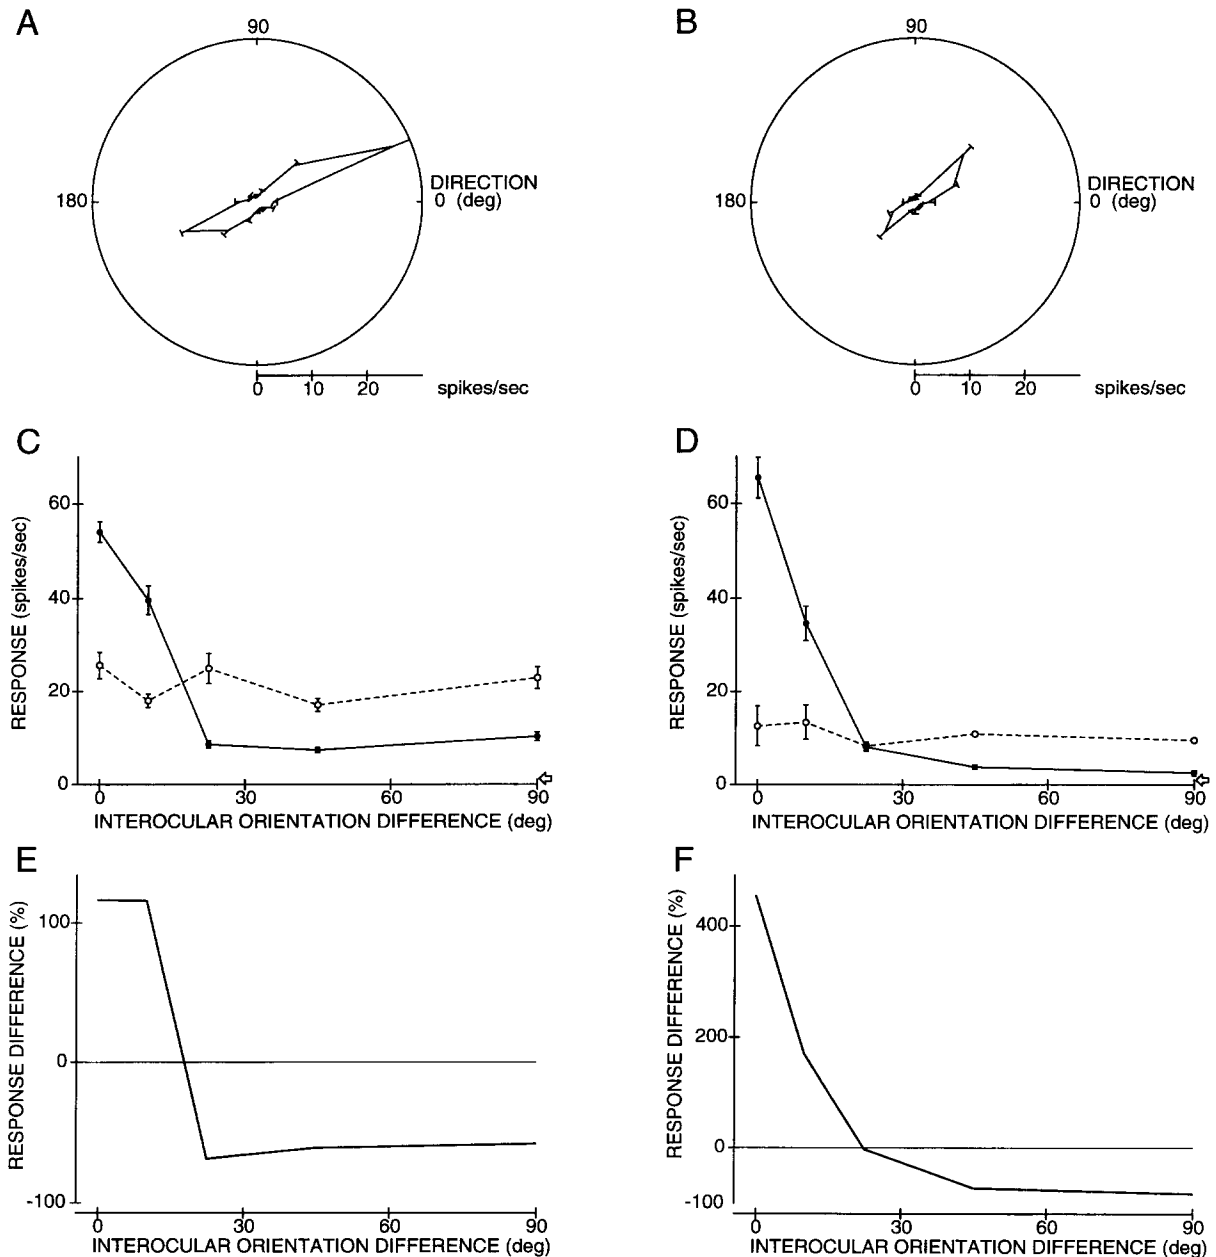 A
90
180
DIRECTION
0 (deg)
0 10 20 spikes/sec
B
90
180
DIRECTION
0 (deg)
0 10 20 spikes/sec
C
RESPONSE (spikes/sec)
60
40
20
0
0 30 60 90
INTEROCULAR ORIENTATION DIFFERENCE (deg)
D
RESPONSE (spikes/sec)
60
40
20
0
0 30 60 90
INTEROCULAR ORIENTATION DIFFERENCE (deg)
E
RESPONSE DIFFERENCE (%)
100
0
-100
0 30 60 90
INTEROCULAR ORIENTATION DIFFERENCE (deg)
F
RESPONSE DIFFERENCE (%)
400
200
0
-100
0 30 60 90
INTEROCULAR ORIENTATION DIFFERENCE (deg)